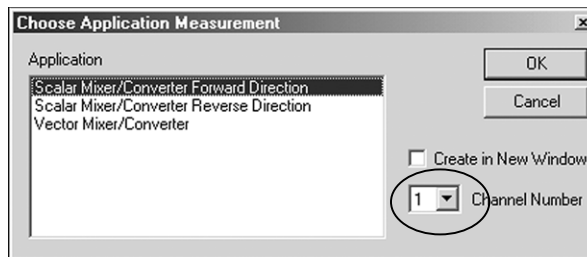 Choose Application Measurement
Application
Scalar Mixer/Converter Forward Direction
Scalar Mixer/Converter Reverse Direction
Vector Mixer/Converter
OK
Cancel
Create in New Window
1 Channel Number